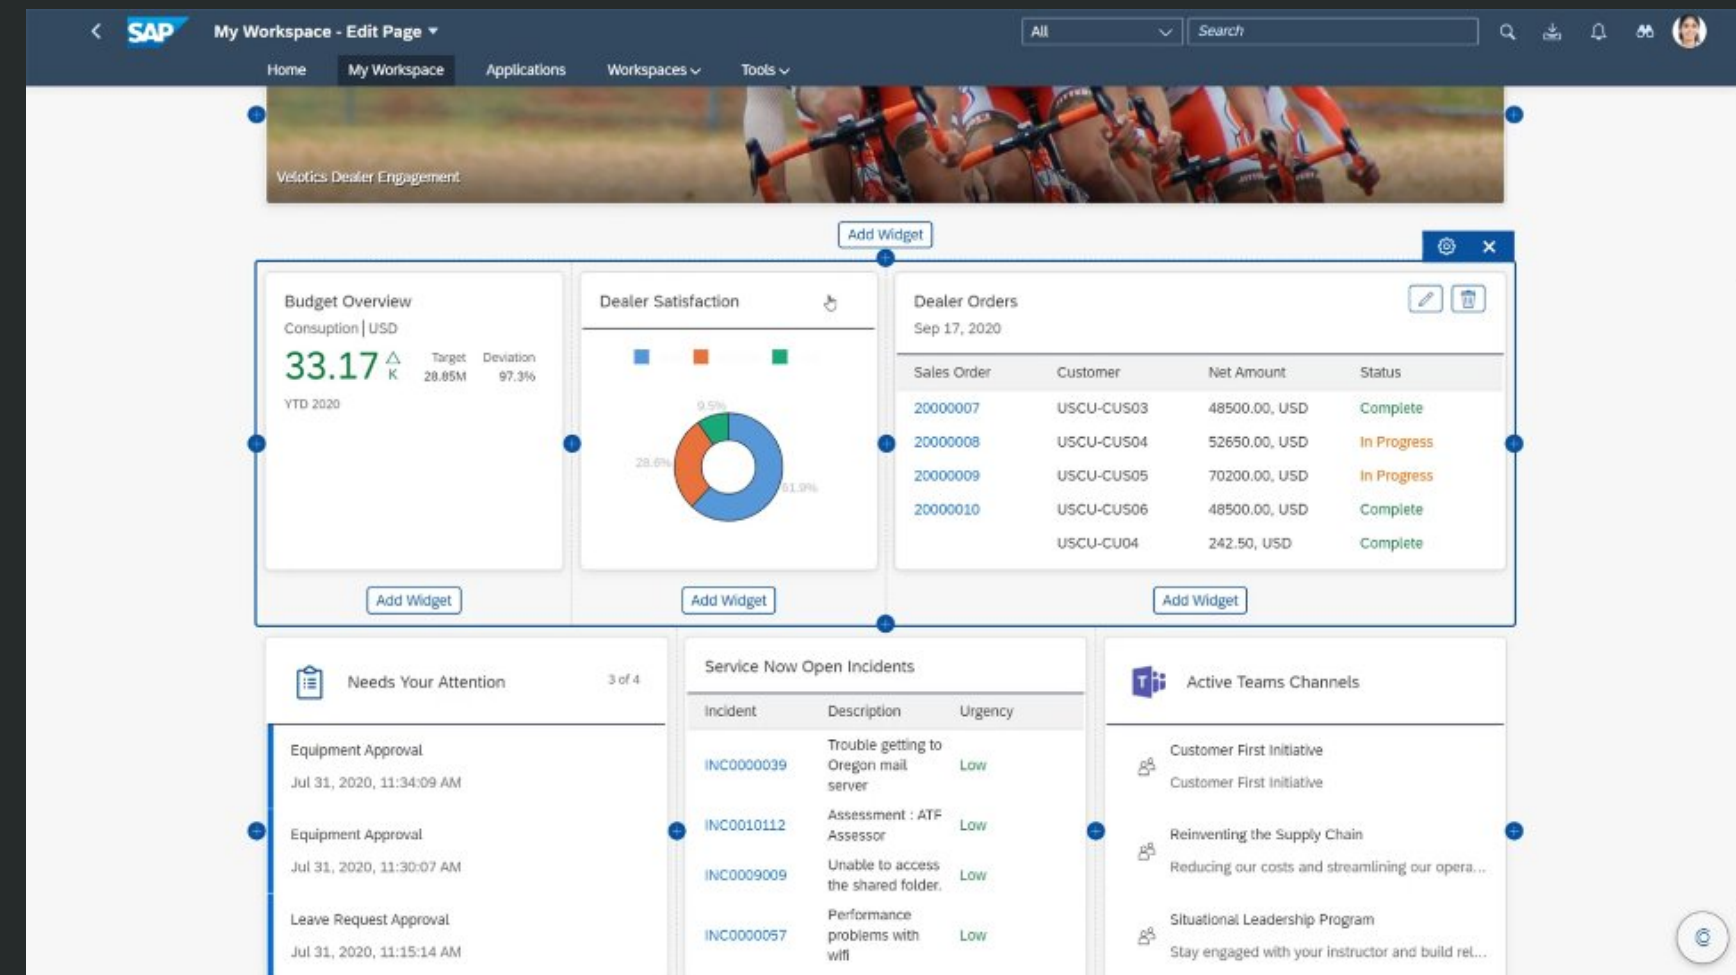 SAP
My Workspace - Edit Page
All
Search
Home
My Workspace
Applications
Workspaces
Tools
Velotics Dealer Engagement
Add Widget
Budget Overview
Consuption | USD
33.17 K
Target
Deviation
28.85M
97.3%
YTD 2020
Dealer Satisfaction
9.5%
28.6%
61.9%
Dealer Orders
Sep 17, 2020
Sales Order Customer Net Amount Status
20000007 USCU-CUS03 48500.00, USD Complete
20000008 USCU-CUS04 52650.00, USD In Progress
20000009 USCU-CUS05 70200.00, USD In Progress
20000010 USCU-CUS06 48500.00, USD Complete
USCU-CU04 242.50, USD Complete
Add Widget
Add Widget
Add Widget
Needs Your Attention
3 of 4
Equipment Approval
Jul 31, 2020, 11:34:09 AM
Equipment Approval
Jul 31, 2020, 11:30:07 AM
Leave Request Approval
Jul 31, 2020, 11:15:14 AM
Service Now Open Incidents
Incident Description Urgency
INC0000039
Trouble getting to
Oregon mail
server
Low
INC0010112
Assessment : ATF
Assessor
Low
INC0009009
Unable to access
the shared folder.
Low
INC0000057
Performance
problems with
wifi
Low
T
Active Teams Channels
Customer First Initiative
Customer First Initiative
Reinventing the Supply Chain
Reducing our costs and streamlining our opera...
Situational Leadership Program
Stay engaged with your instructor and build rel...